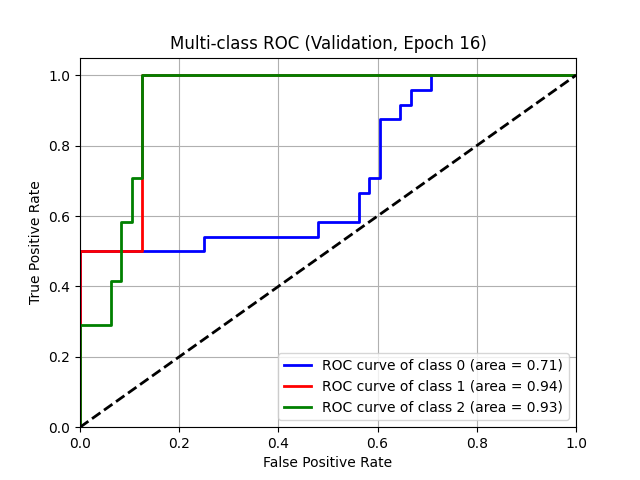 Multi-class ROC (Validation, Epoch 16)
True Positive Rate
1.0
0.8
0.6
0.4
0.2
0.0
ROC curve of class 0 (area = 0.71)
ROC curve of class 1 (area = 0.94)
ROC curve of class 2 (area = 0.93)
0.0 0.2 0.4 0.6 0.8 1.0
False Positive Rate